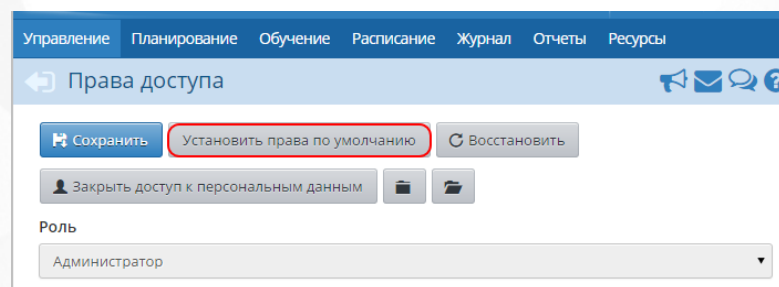 Управление Планирование Обучение Расписание Журнал Отчеты Ресурсы
Права доступа
Сохранить Установить права по умолчанию Восстановить
Закрыть доступ к персональным данным
Роль
Администратор